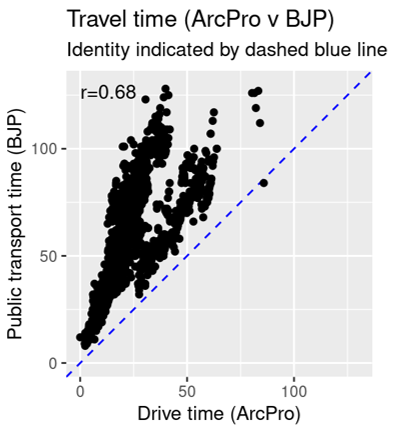 Travel time (ArcPro v BJP)
Identity indicated by dashed blue line
r=0.68
Public transport time (BJP)
100
50
0
0
50
100
Drive time (ArcPro)